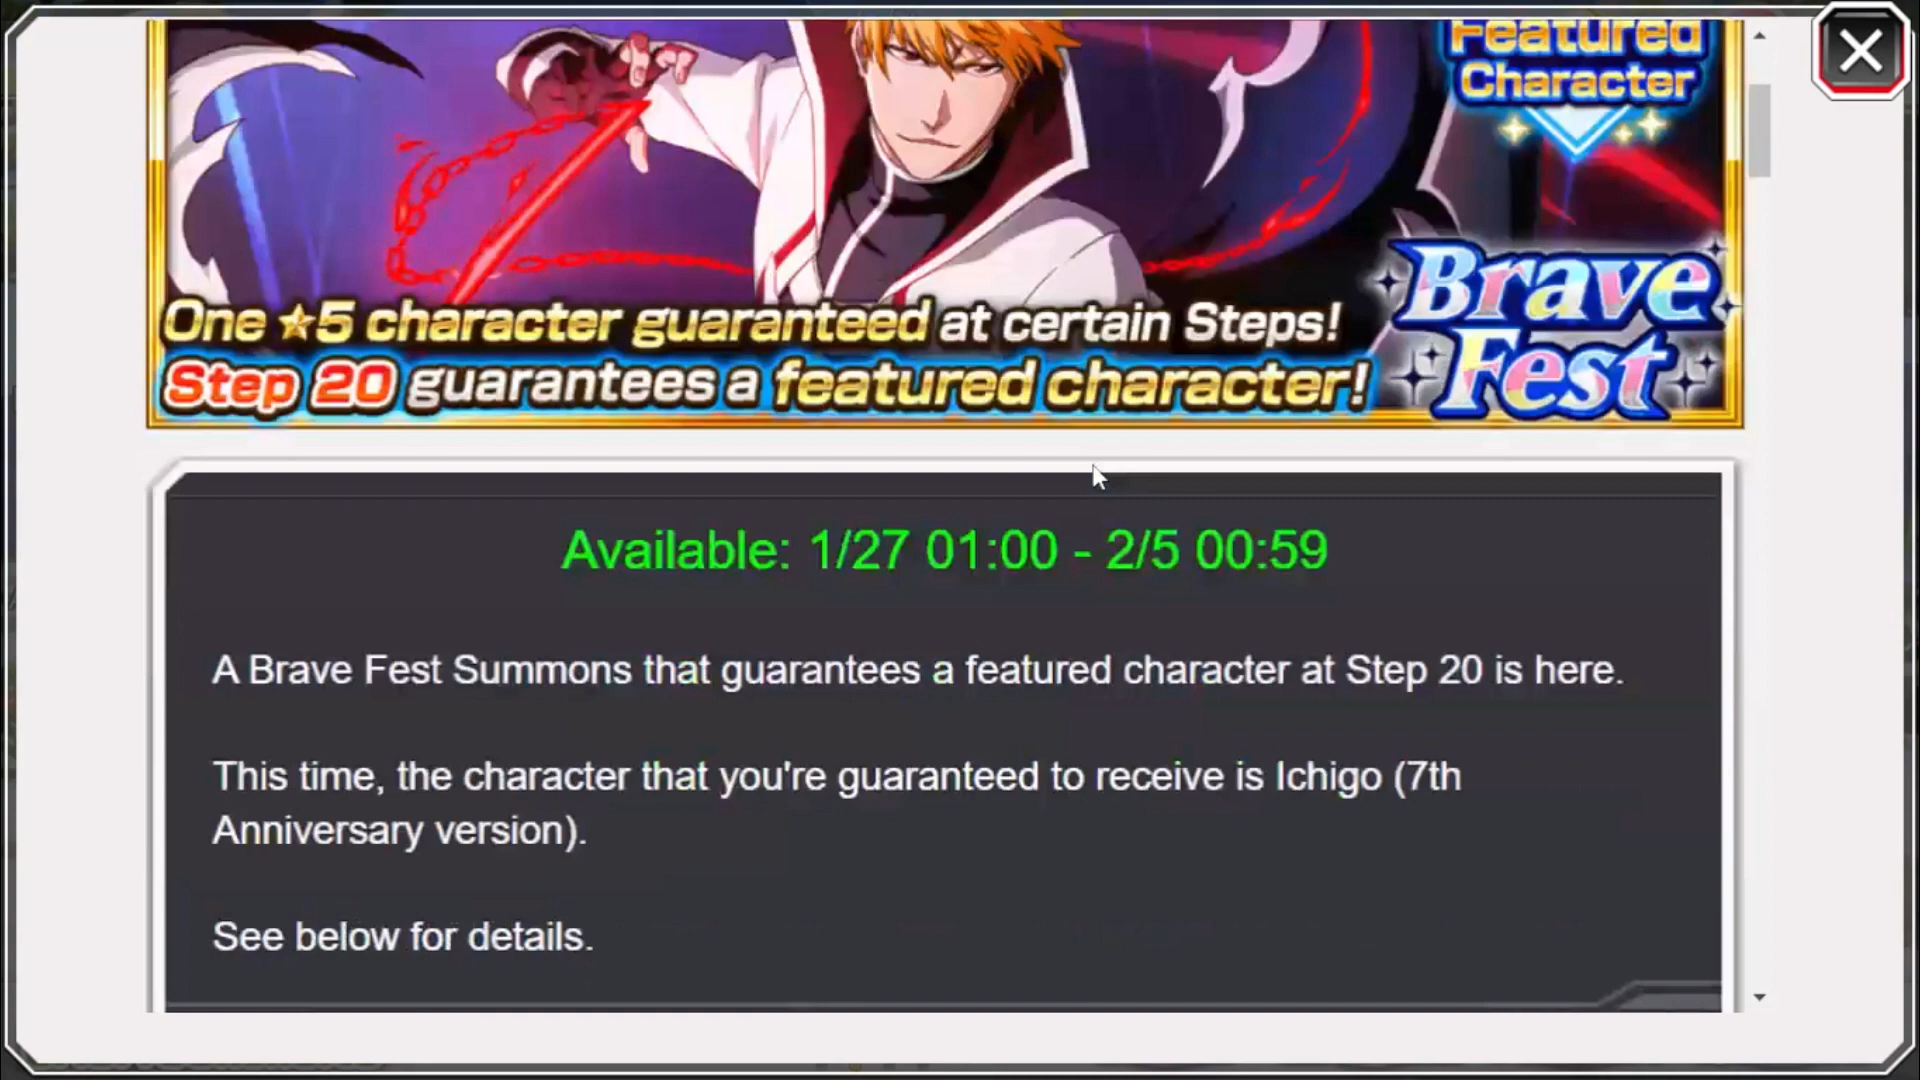 Featured
Character
Brave
Fest
One ★5 character guaranteed at certain Steps!
Step 20 guarantees a featured character!
Available: 1/27 01:00 - 2/5 00:59
A Brave Fest Summons that guarantees a featured character at Step 20 is here.
This time, the character that you're guaranteed to receive is Ichigo (7th
Anniversary version).
See below for details.